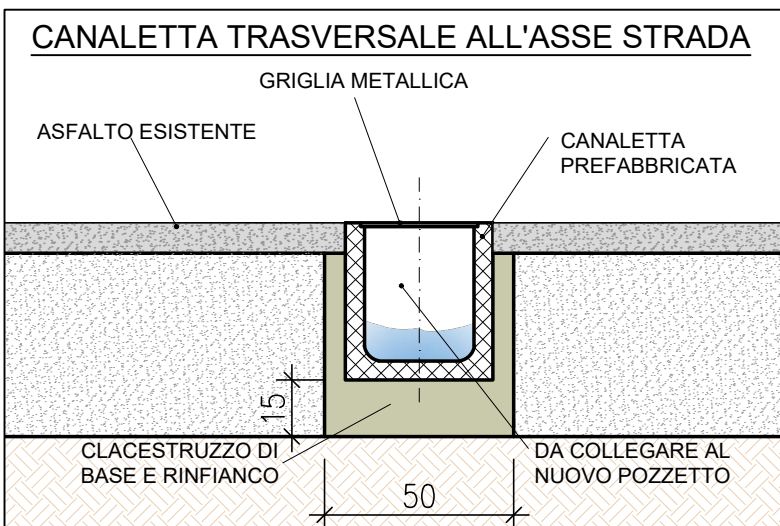 CANALETTA TRASVERSALE ALL'ASSE STRADA
GRIGLIA METALLICA
ASFALTO ESISTENTE
CANALETTA
PREFABBRICATA
15
CLACESTRUZZO DI
BASE E RINFIANCO
DA COLLEGARE AL
NUOVO POZZETTO
50